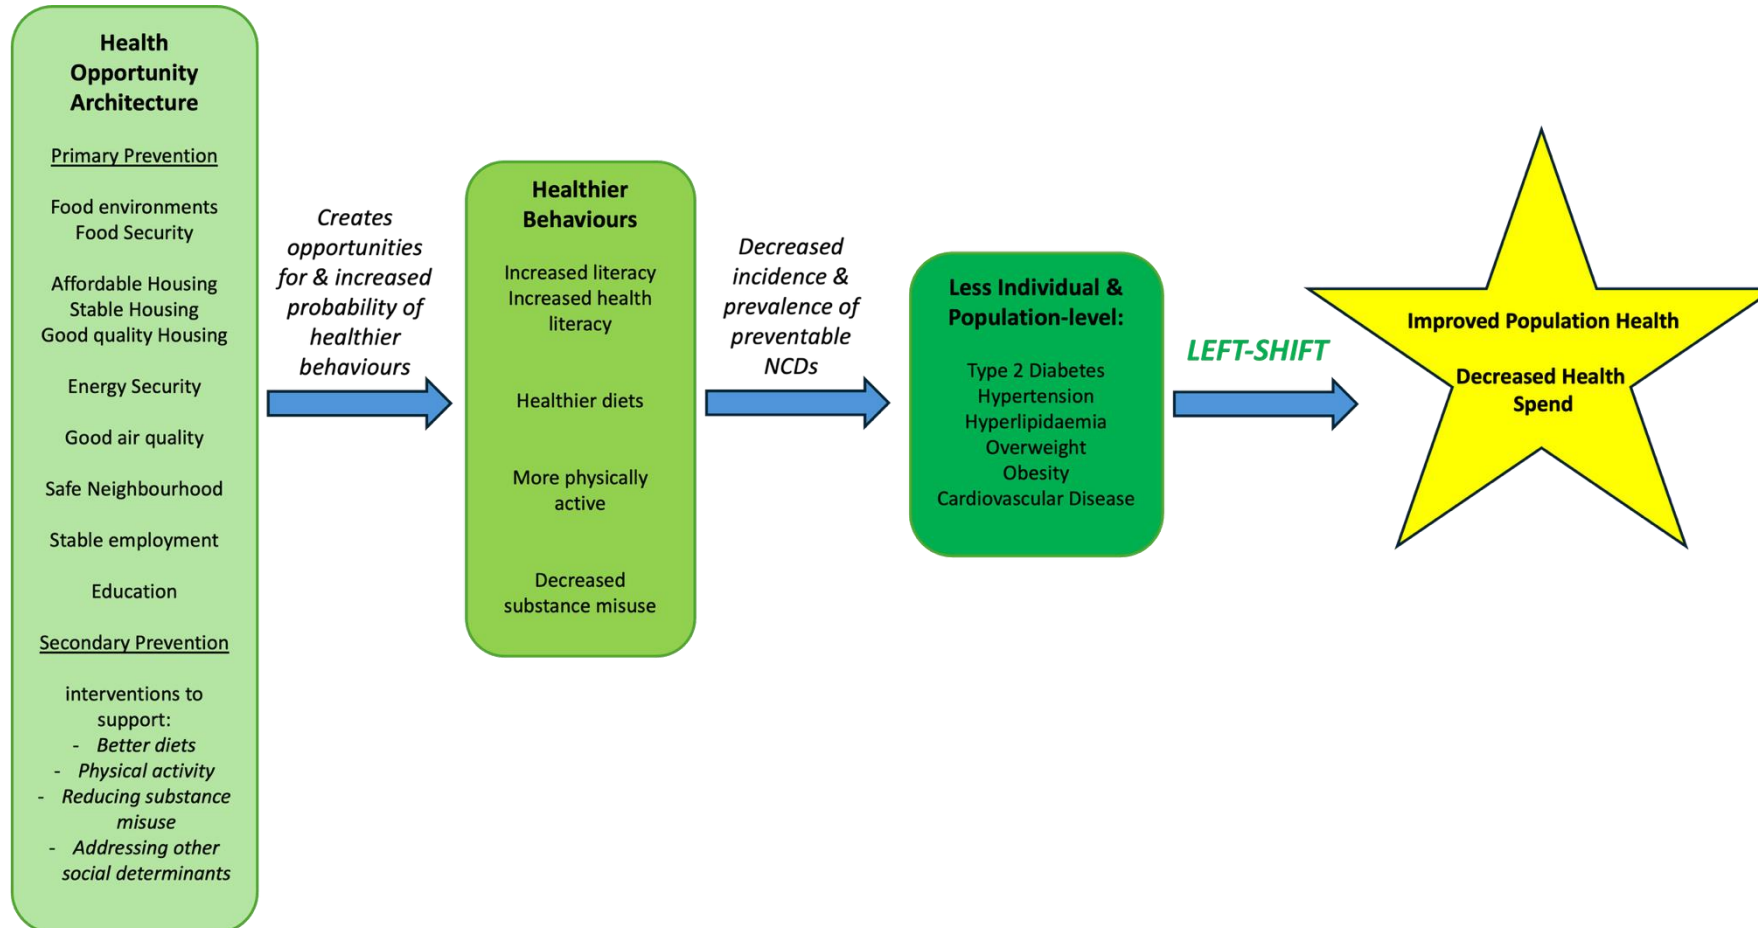 Health
Opportunity
Architecture
Primary Prevention
Food environments
Food Security
Affordable Housing
Stable Housing
Good quality Housing
Energy Security
Good air quality
Safe Neighbourhood
Stable employment
Education
Secondary Prevention
interventions to
support:
- Better diets
- Physical activity
- Reducing substance
misuse
- Addressing other
social determinants
Creates
opportunities
for & increased
probability of
healthier
behaviours
Healthier
Behaviours
Increased literacy
Increased health
literacy
Healthier diets
More physically
active
Decreased
substance misuse
Decreased
incidence &
prevalence of
preventable
NCDs
Less Individual &
Population-level:
Type 2 Diabetes
Hypertension
Hyperlipidaemia
Overweight
Obesity
Cardiovascular Disease
LEFT-SHIFT
Improved Population Health
Decreased Health
Spend